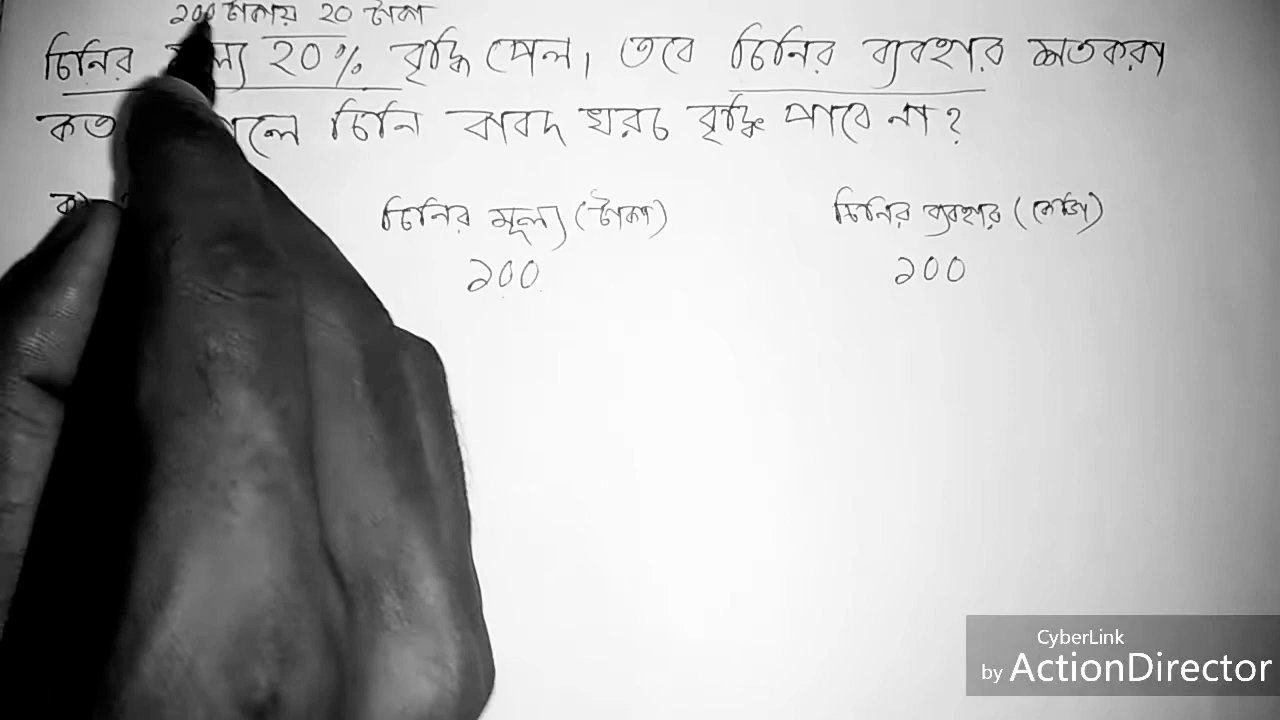 ১০০ টাকায় ২০ টাকা
চিনির মূল্য ২০% বৃদ্ধি পেল। তবে চিনির ব্যবহার শতকরা
কত লে চিনি বাবদ খরচ বৃদ্ধি পাবে না?
চিনির মূল্য (টাকা) চিনির ব্যবহার (কেজি)
১০০ ১০০
CyberLink
by ActionDirector